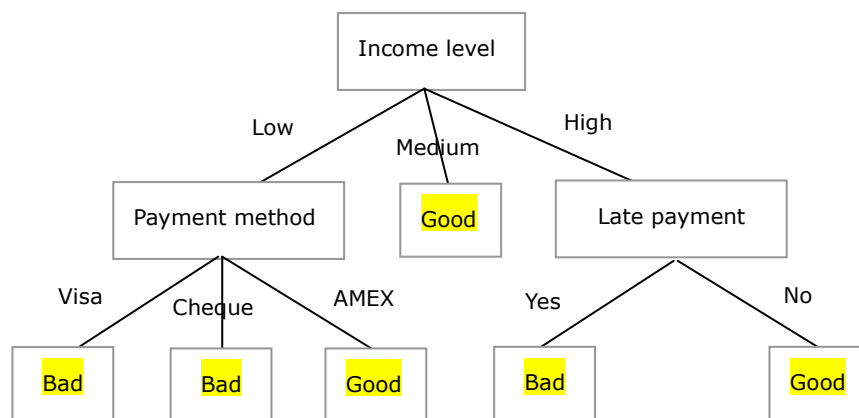 Income level
Low
Medium
High
Payment method
Good
Late payment
Visa
Cheque
AMEX
Yes
No
Bad
Bad
Good
Bad
Good